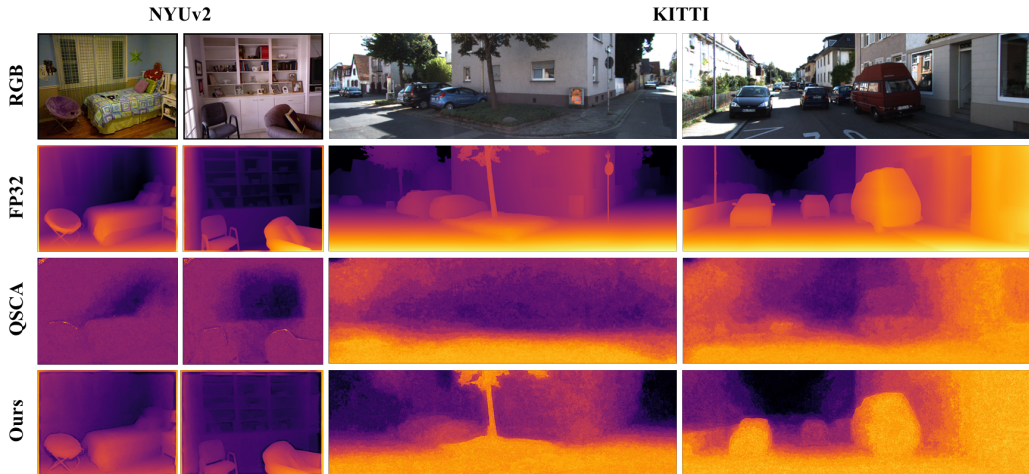 NYUv2 KITTI
RGB
FP32
QSCA
Ours